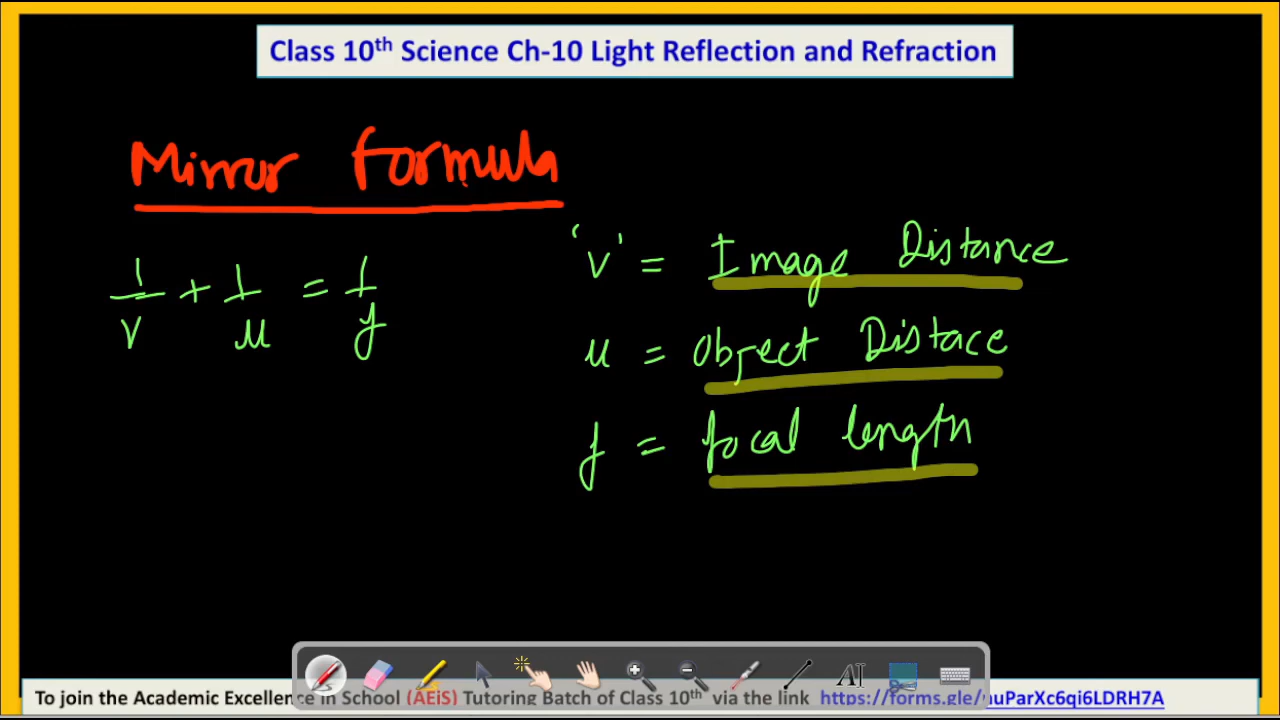 Class 10th Science Ch-10 Light Reflection and Refraction
Mirror formula
1/v + 1/u = 1/y
'v' = Image Distance
u = Object Distace
f = focal length
AI
To join the Academic Excellence in School (AEiS) Tutoring Batch of Class 10th via the link https://forms.gle/nuParXc6qi6LDRH7A